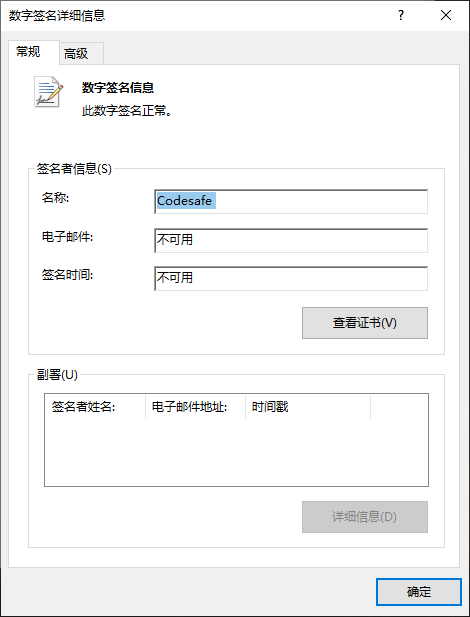 数字签名详细信息
?
常规
高级
数字签名信息
此数字签名正常。
签名者信息(S)
名称:
Codesafe
电子邮件:
不可用
签名时间:
不可用
查看证书(V)
副署(U)
签名者姓名: 电子邮件地址: 时间戳
详细信息(D)
确定